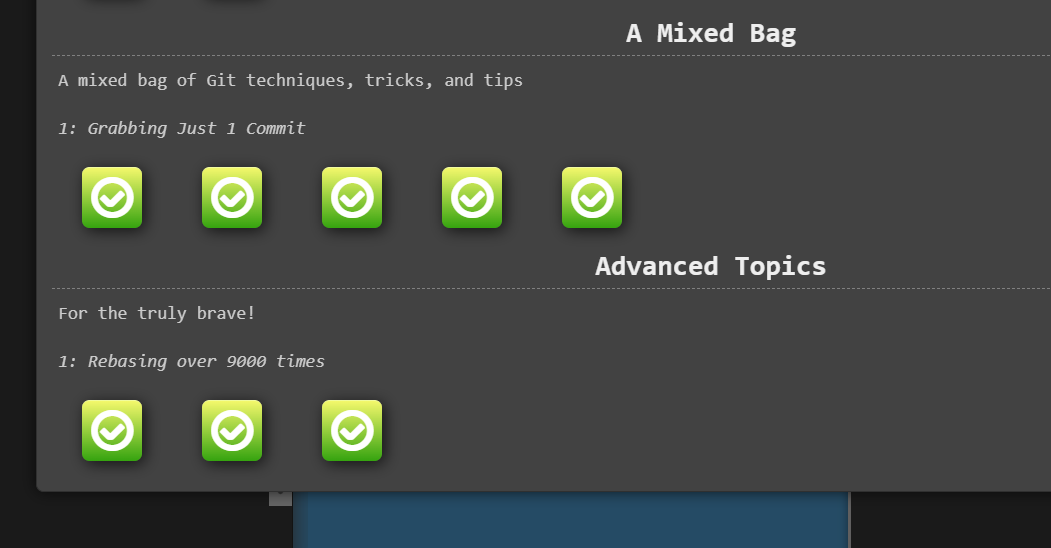 A Mixed Bag
A mixed bag of Git techniques, tricks, and tips
1: Grabbing Just 1 Commit
Advanced Topics
For the truly brave!
1: Rebasing over 9000 times